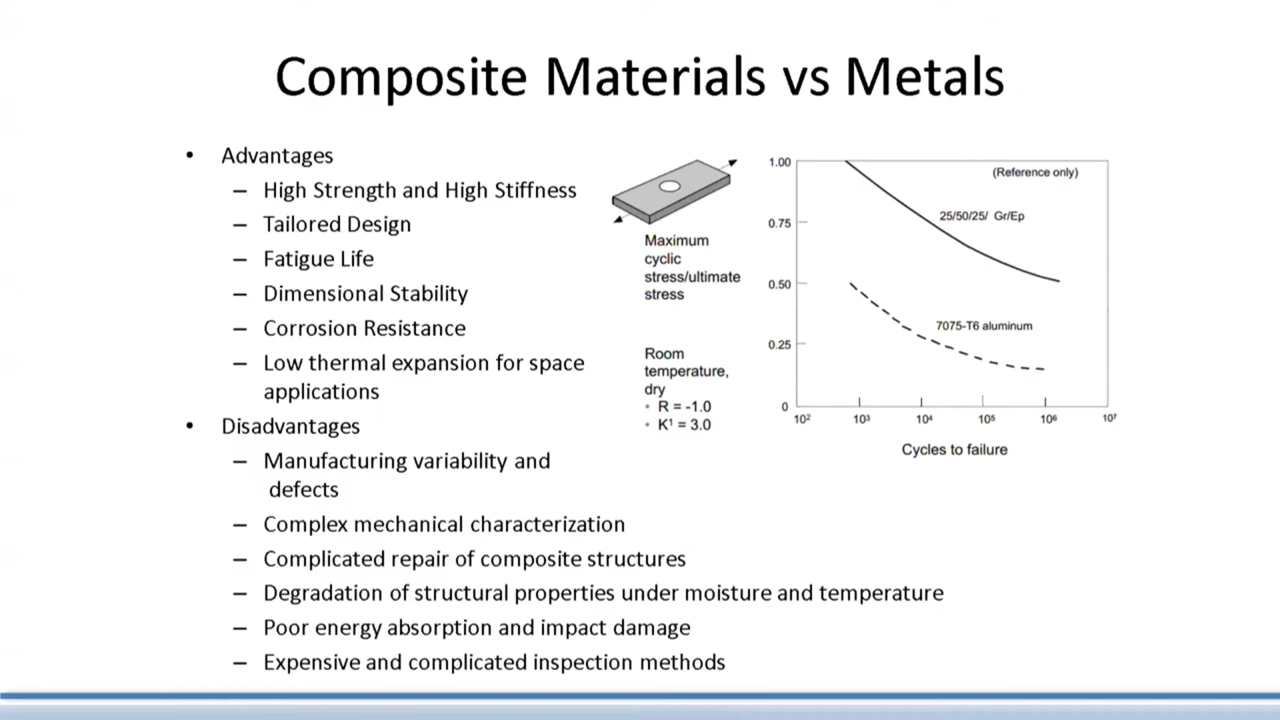 Composite Materials vs Metals
• Advantages
– High Strength and High Stiffness
– Tailored Design
– Fatigue Life
– Dimensional Stability
– Corrosion Resistance
– Low thermal expansion for space
applications
• Disadvantages
– Manufacturing variability and
defects
– Complex mechanical characterization
– Complicated repair of composite structures
– Degradation of structural properties under moisture and temperature
– Poor energy absorption and impact damage
– Expensive and complicated inspection methods
Maximum
cyclic
stress/ultimate
stress
Room
temperature,
dry
• R = -1.0
• K¹ = 3.0
1.00
0.75
0.50
0.25
0
(Reference only)
25/50/25/ Gr/Ep
7075-T6 aluminum
10² 10³ 10⁴ 10⁵ 10⁶ 10⁷
Cycles to failure